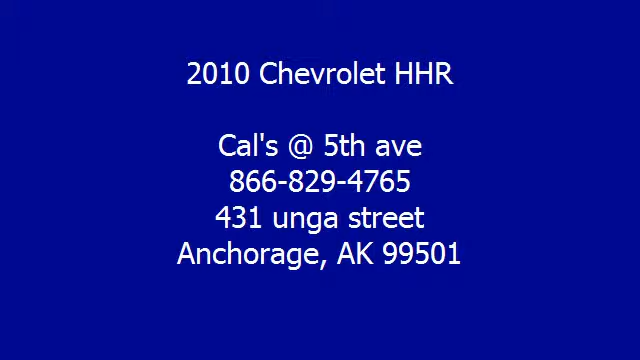 2010 Chevrolet HHR
Cal's @ 5th ave
866-829-4765
431 unga street
Anchorage, AK 99501